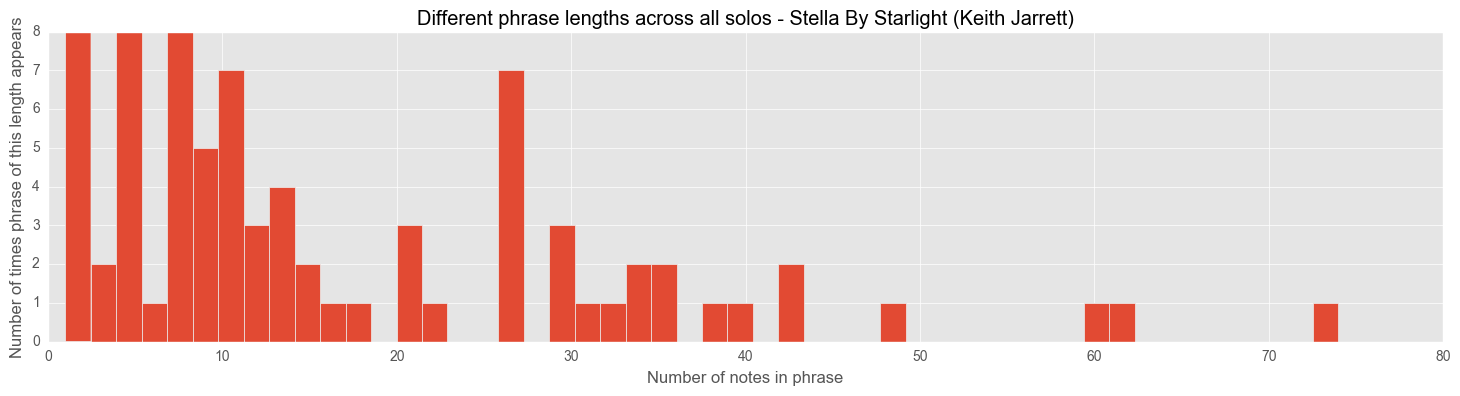 Different phrase lengths across all solos - Stella By Starlight (Keith Jarrett)
Number of times phrase of this length appears
8
7
6
5
4
3
2
1
0
0 10 20 30 40 50 60 70 80
Number of notes in phrase